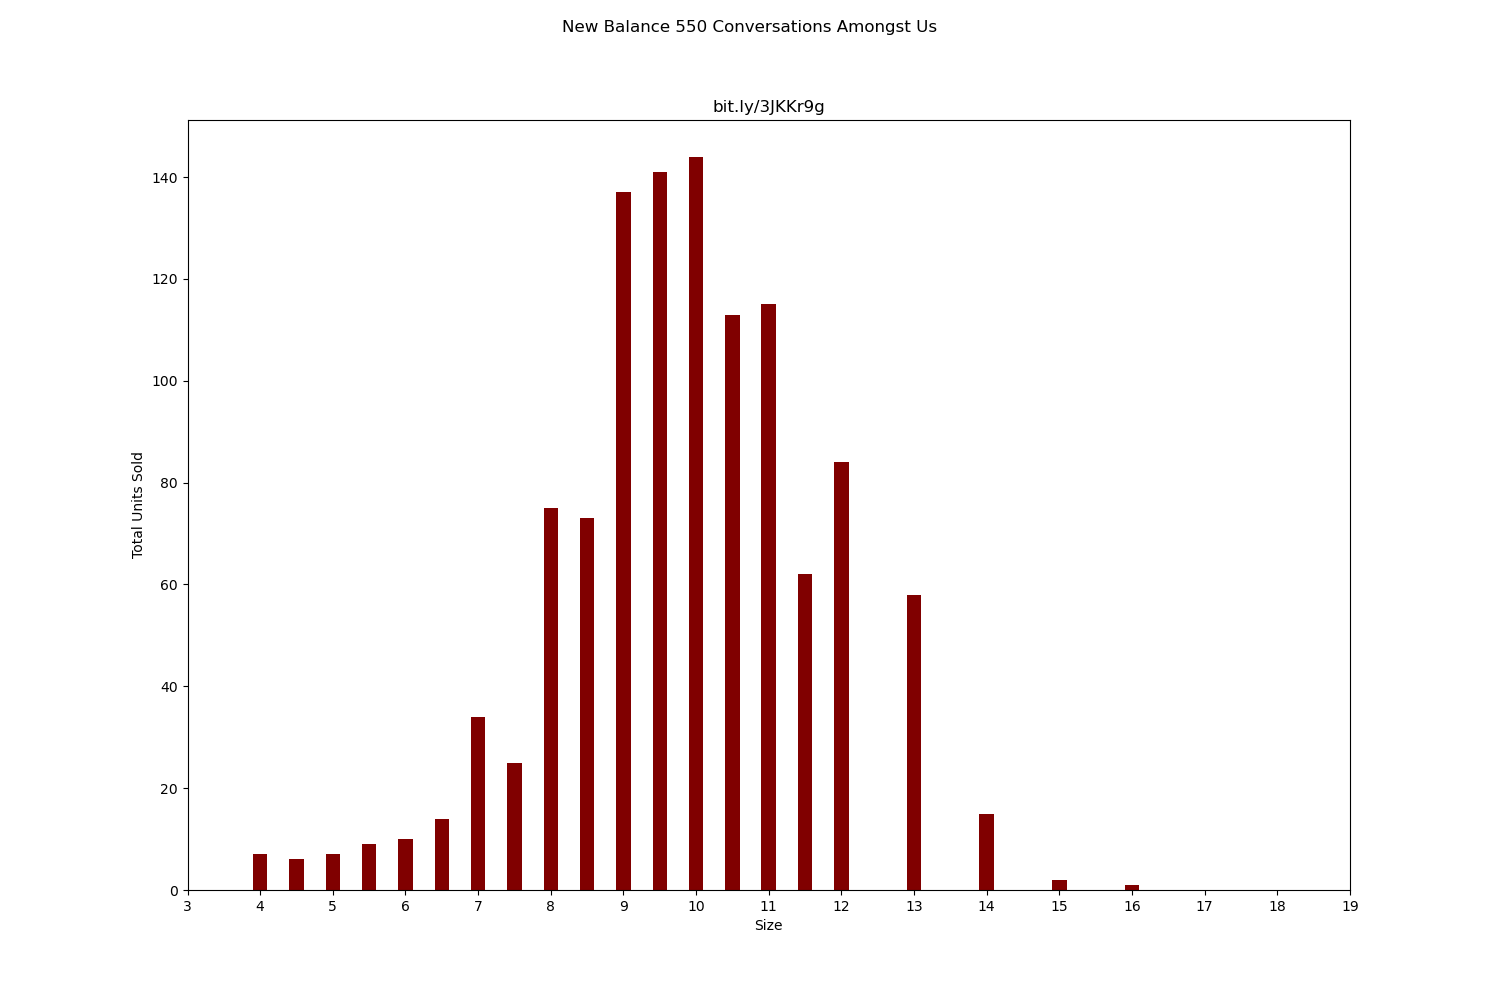 New Balance 550 Conversations Amongst Us
bit.ly/3JKKr9g
140
120
100
80
60
40
20
0
Total Units Sold
3 4 5 6 7 8 9 10 11 12 13 14 15 16 17 18 19
Size